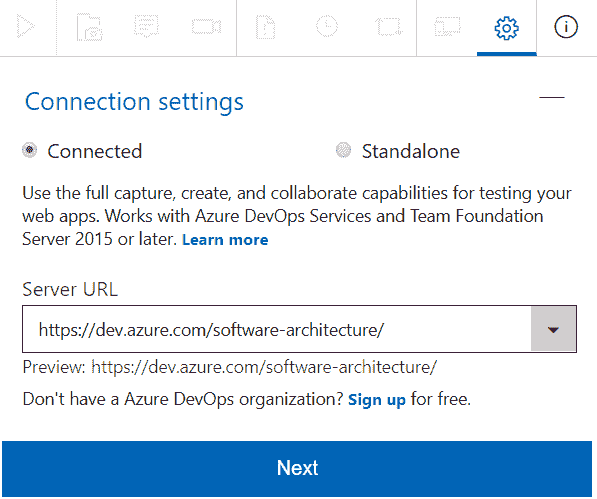 Connection settings
Connected
Standalone
Use the full capture, create, and collaborate capabilities for testing your
web apps. Works with Azure DevOps Services and Team Foundation
Server 2015 or later. Learn more
Server URL
https://dev.azure.com/software-architecture/
Preview: https://dev.azure.com/software-architecture/
Don't have a Azure DevOps organization? Sign up for free.
Next